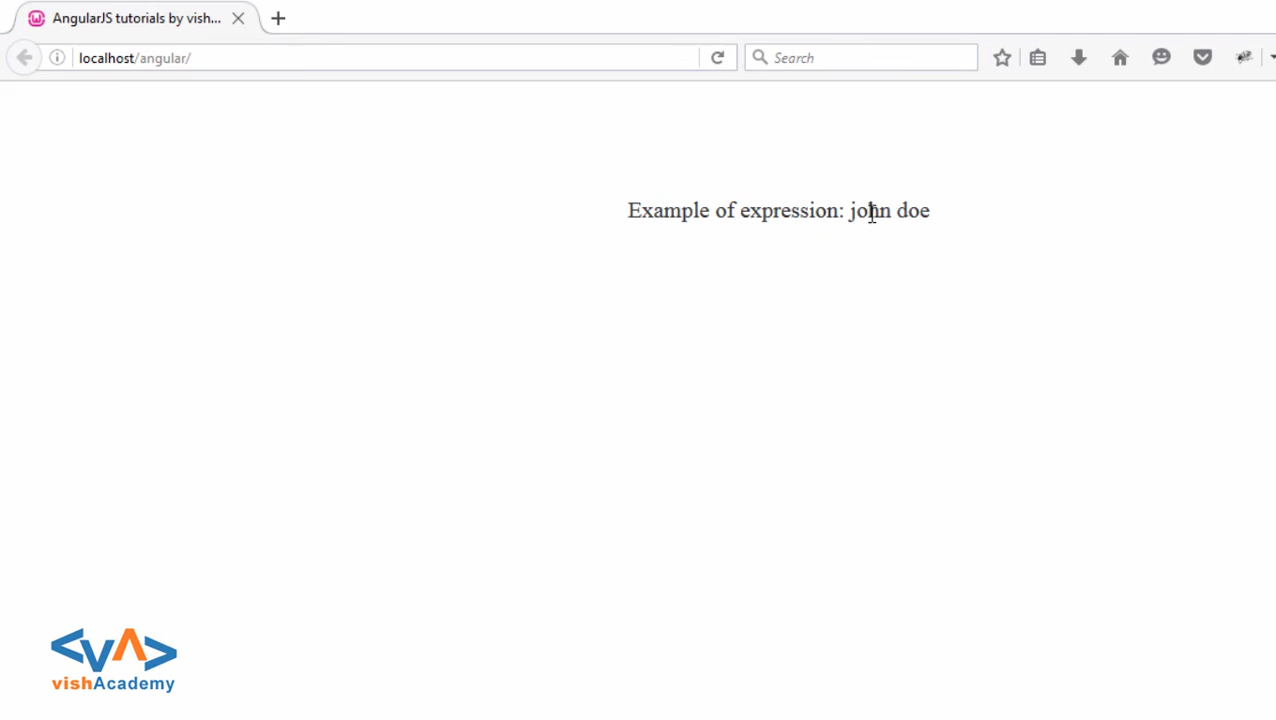 AngularJS tutorials by vish...
localhost/angular/
Search
Example of expression: john doe
vishAcademy